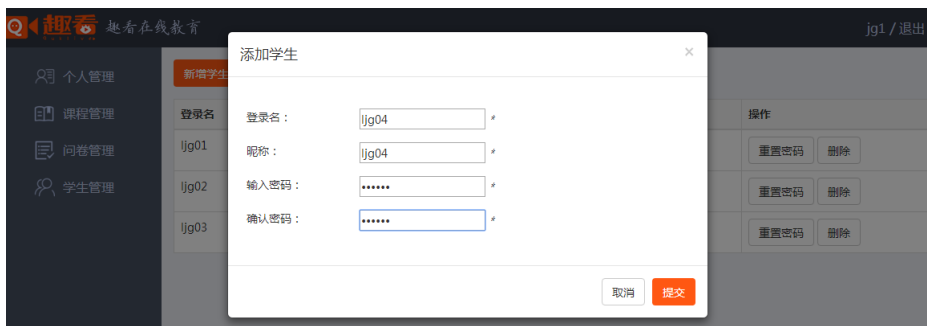 趣看 趣看在线教育
jg1 / 退出
个人管理
课程管理
问卷管理
学生管理
新增学生
登录名
操作
ljg01
重置密码 删除
ljg02
重置密码 删除
ljg03
重置密码 删除
添加学生 ×
登录名： ljg04 *
昵称： ljg04 *
输入密码： •••••• *
确认密码： •••••• *
取消 提交